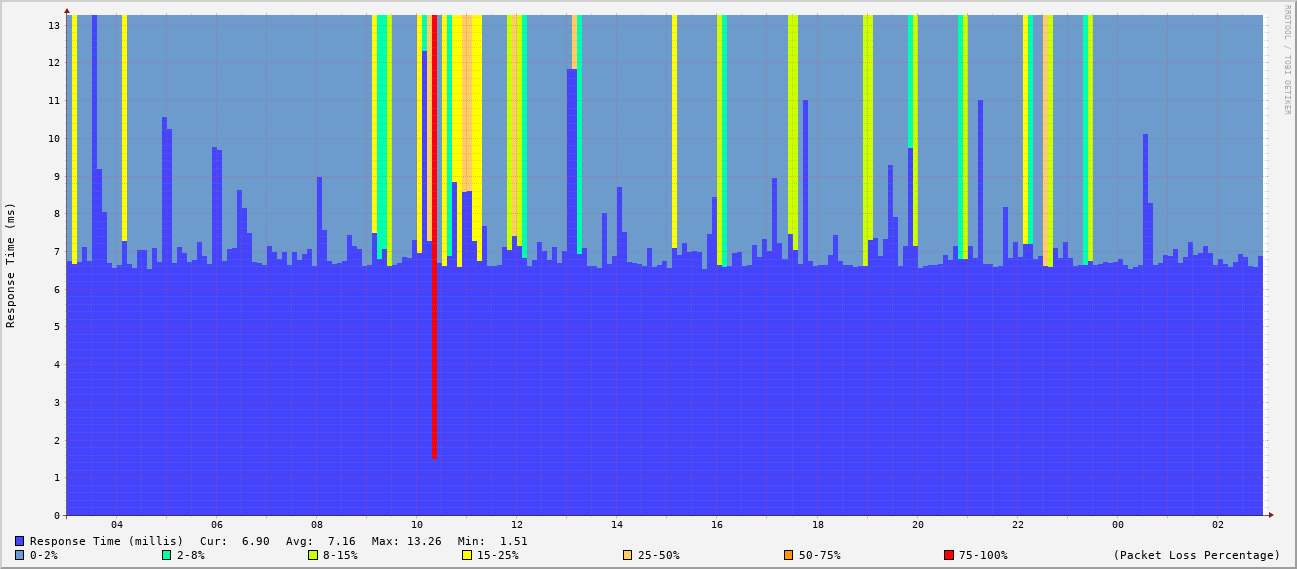 RRDTOOL / TOBI OETIKER
Response Time (ms)
13
12
11
10
9
8
7
6
5
4
3
2
1
0
04 06 08 10 12 14 16 18 20 22 00 02
Response Time (millis) Cur: 6.90 Avg: 7.16 Max: 13.26 Min: 1.51
0-2% 2-8% 8-15% 15-25% 25-50% 50-75% 75-100% (Packet Loss Percentage)